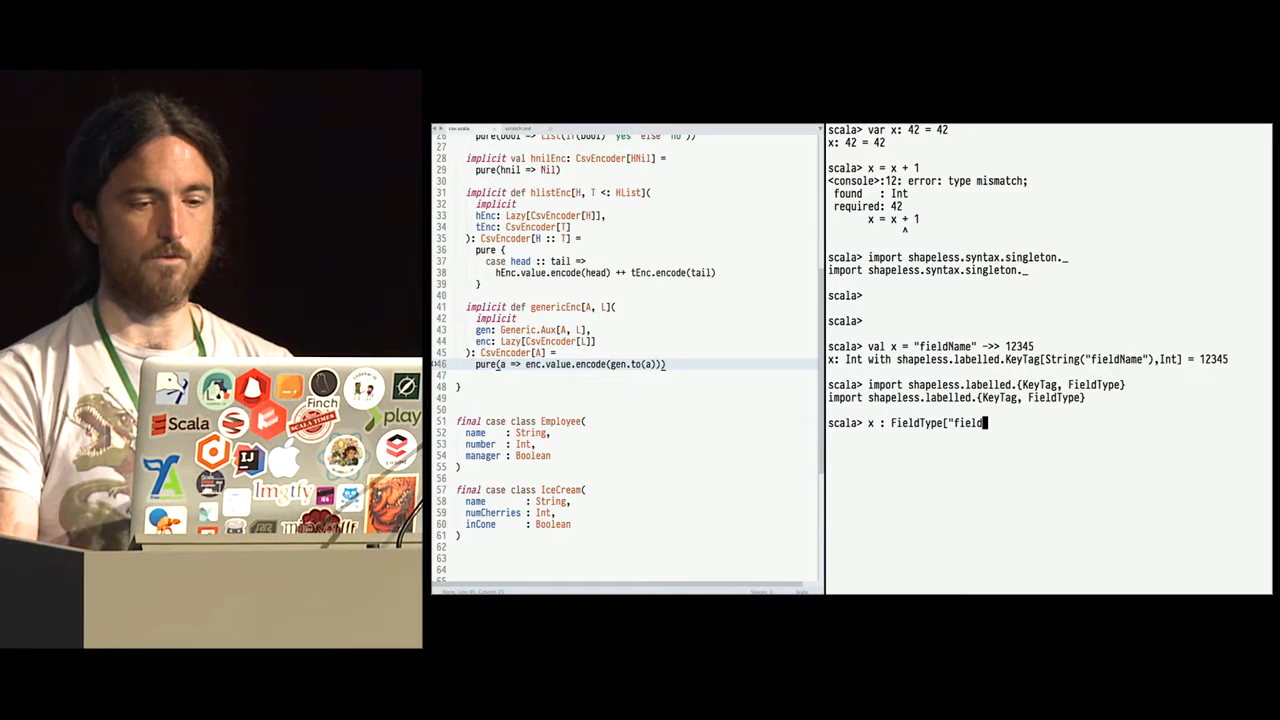 Scala
SCALA TIMES
Finch
play
IJ
lmgtfy
csv.scala
scratch.md
26 pure(bool => List(if(bool) "yes" else "no"))
27
28 implicit val hnilEnc: CsvEncoder[HNil] =
29 pure(hnil => Nil)
30
31 implicit def hlistEnc[H, T <: HList](
32 implicit
33 hEnc: Lazy[CsvEncoder[H]],
34 tEnc: CsvEncoder[T]
35 ): CsvEncoder[H :: T] =
36 pure {
37 case head :: tail =>
38 hEnc.value.encode(head) ++ tEnc.encode(tail)
39 }
40
41 implicit def genericEnc[A, L](
42 implicit
43 gen: Generic.Aux[A, L],
44 enc: Lazy[CsvEncoder[L]]
45 ): CsvEncoder[A] =
46 pure(a => enc.value.encode(gen.to(a)))
47
48 }
49
50
51 final case class Employee(
52 name : String,
53 number : Int,
54 manager : Boolean
55 )
56
57 final case class IceCream(
58 name : String,
59 numCherries : Int,
60 inCone : Boolean
61 )
62
63
64
scala> var x: 42 = 42
x: 42 = 42
scala> x = x + 1
<console>:12: error: type mismatch;
found : Int
required: 42
x = x + 1
^
scala> import shapeless.syntax.singleton._
import shapeless.syntax.singleton._
scala>
scala>
scala> val x = "fieldName" ->> 12345
x: Int with shapeless.labelled.KeyTag[String("fieldName"),Int] = 12345
scala> import shapeless.labelled.{KeyTag, FieldType}
import shapeless.labelled.{KeyTag, FieldType}
scala> x : FieldType["field